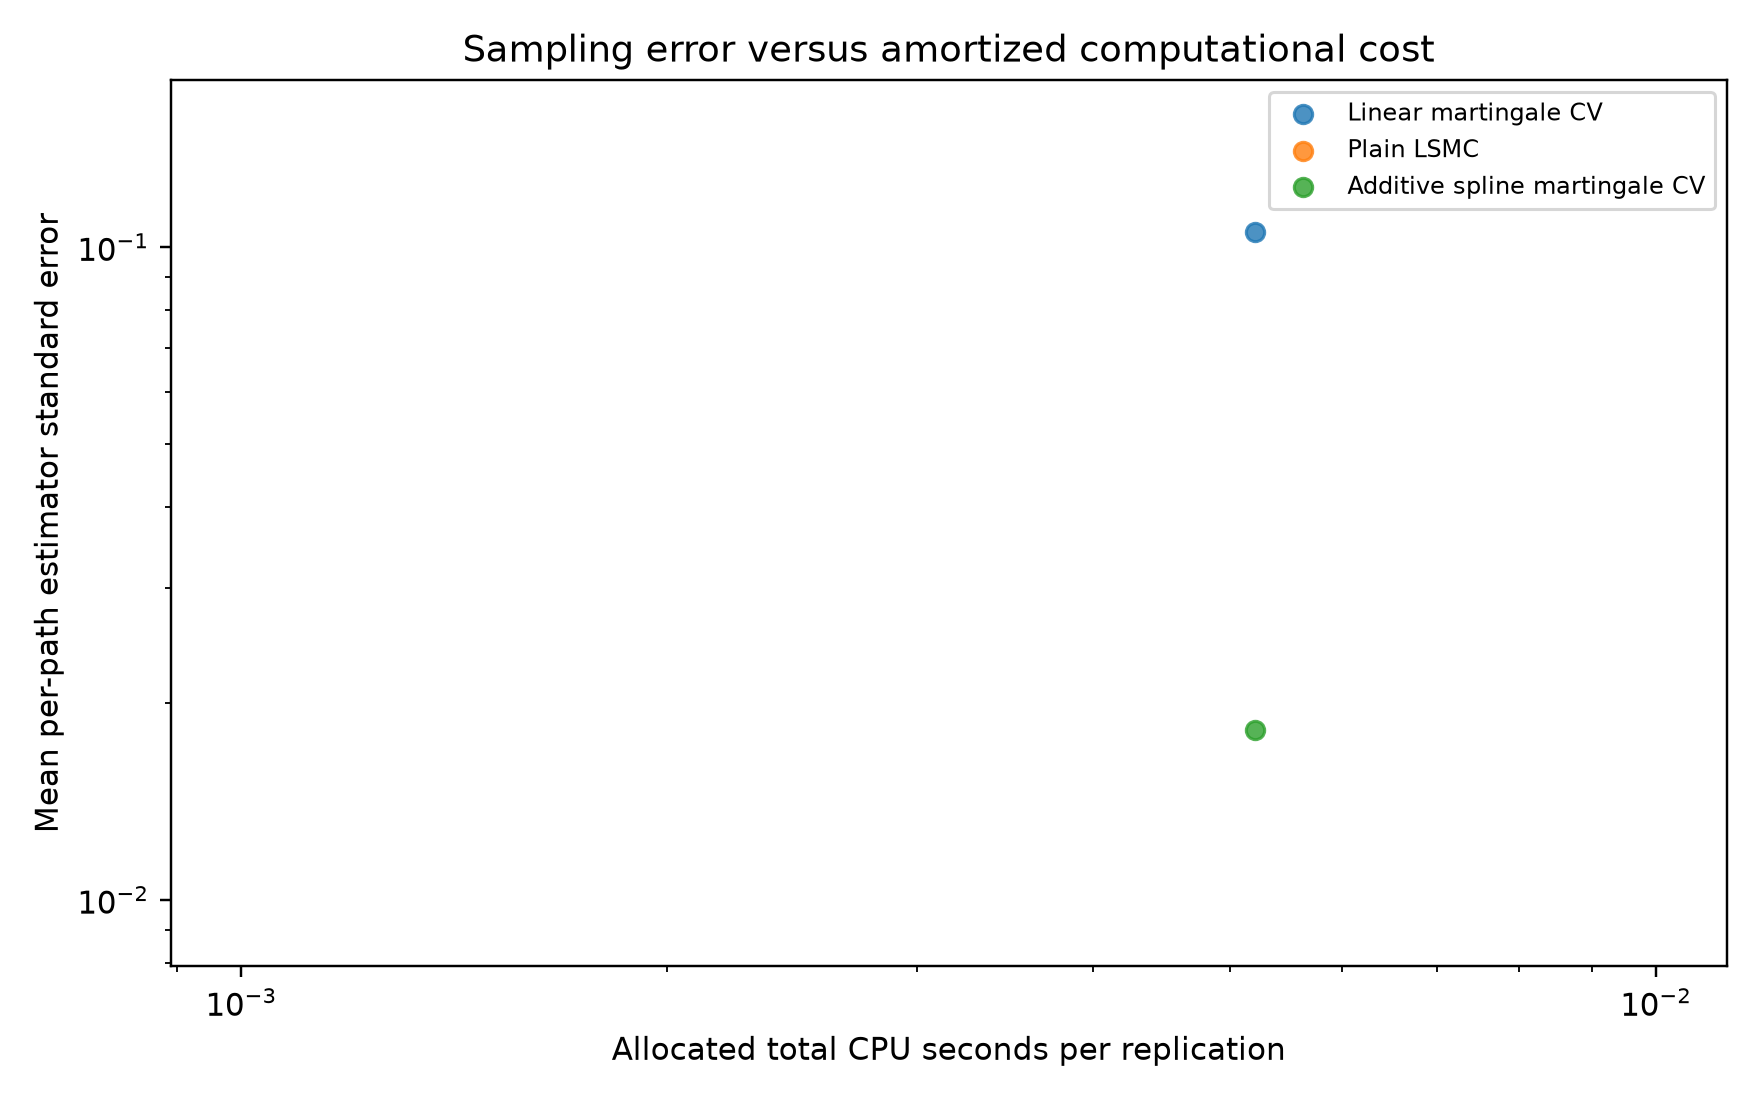 Sampling error versus amortized computational cost
Linear martingale CV
Plain LSMC
Additive spline martingale CV
Mean per-path estimator standard error
10⁻¹
10⁻²
10⁻³
10⁻²
Allocated total CPU seconds per replication